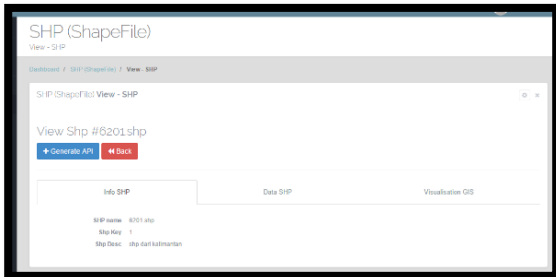 SHP (ShapeFile)
View - SHP
Dashboard / SHP (ShapeFile) / View - SHP
SHP (ShapeFile) View - SHP
View Shp #6201.shp
+ Generate API
Back
Info SHP
Data SHP
Visualisation GIS
SHP name 6201.shp
Shp Key 1
Shp Desc shp dari kalimantan